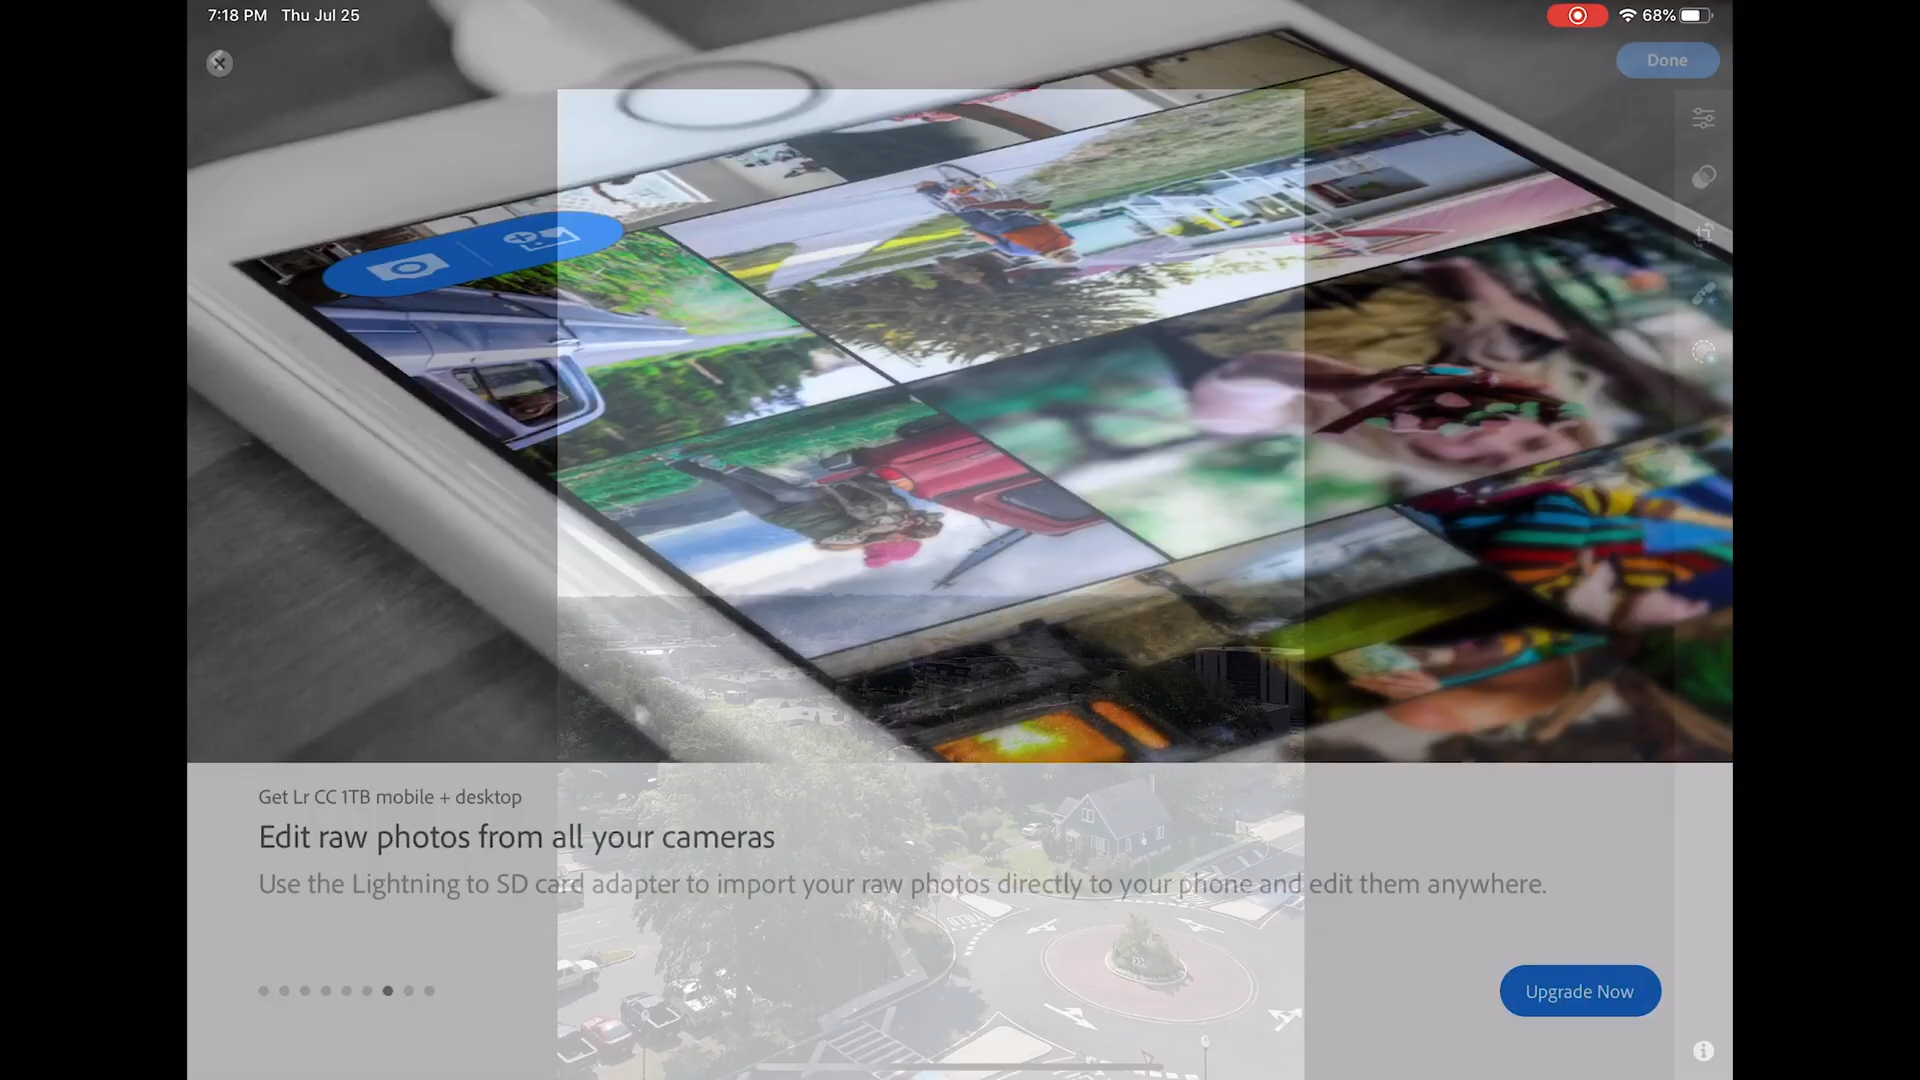 7:18 PM Thu Jul 25
68%
Done
Get Lr CC 1TB mobile + desktop
Edit raw photos from all your cameras
Use the Lightning to SD card adapter to import your raw photos directly to your phone and edit them anywhere.
YIELD
Upgrade Now